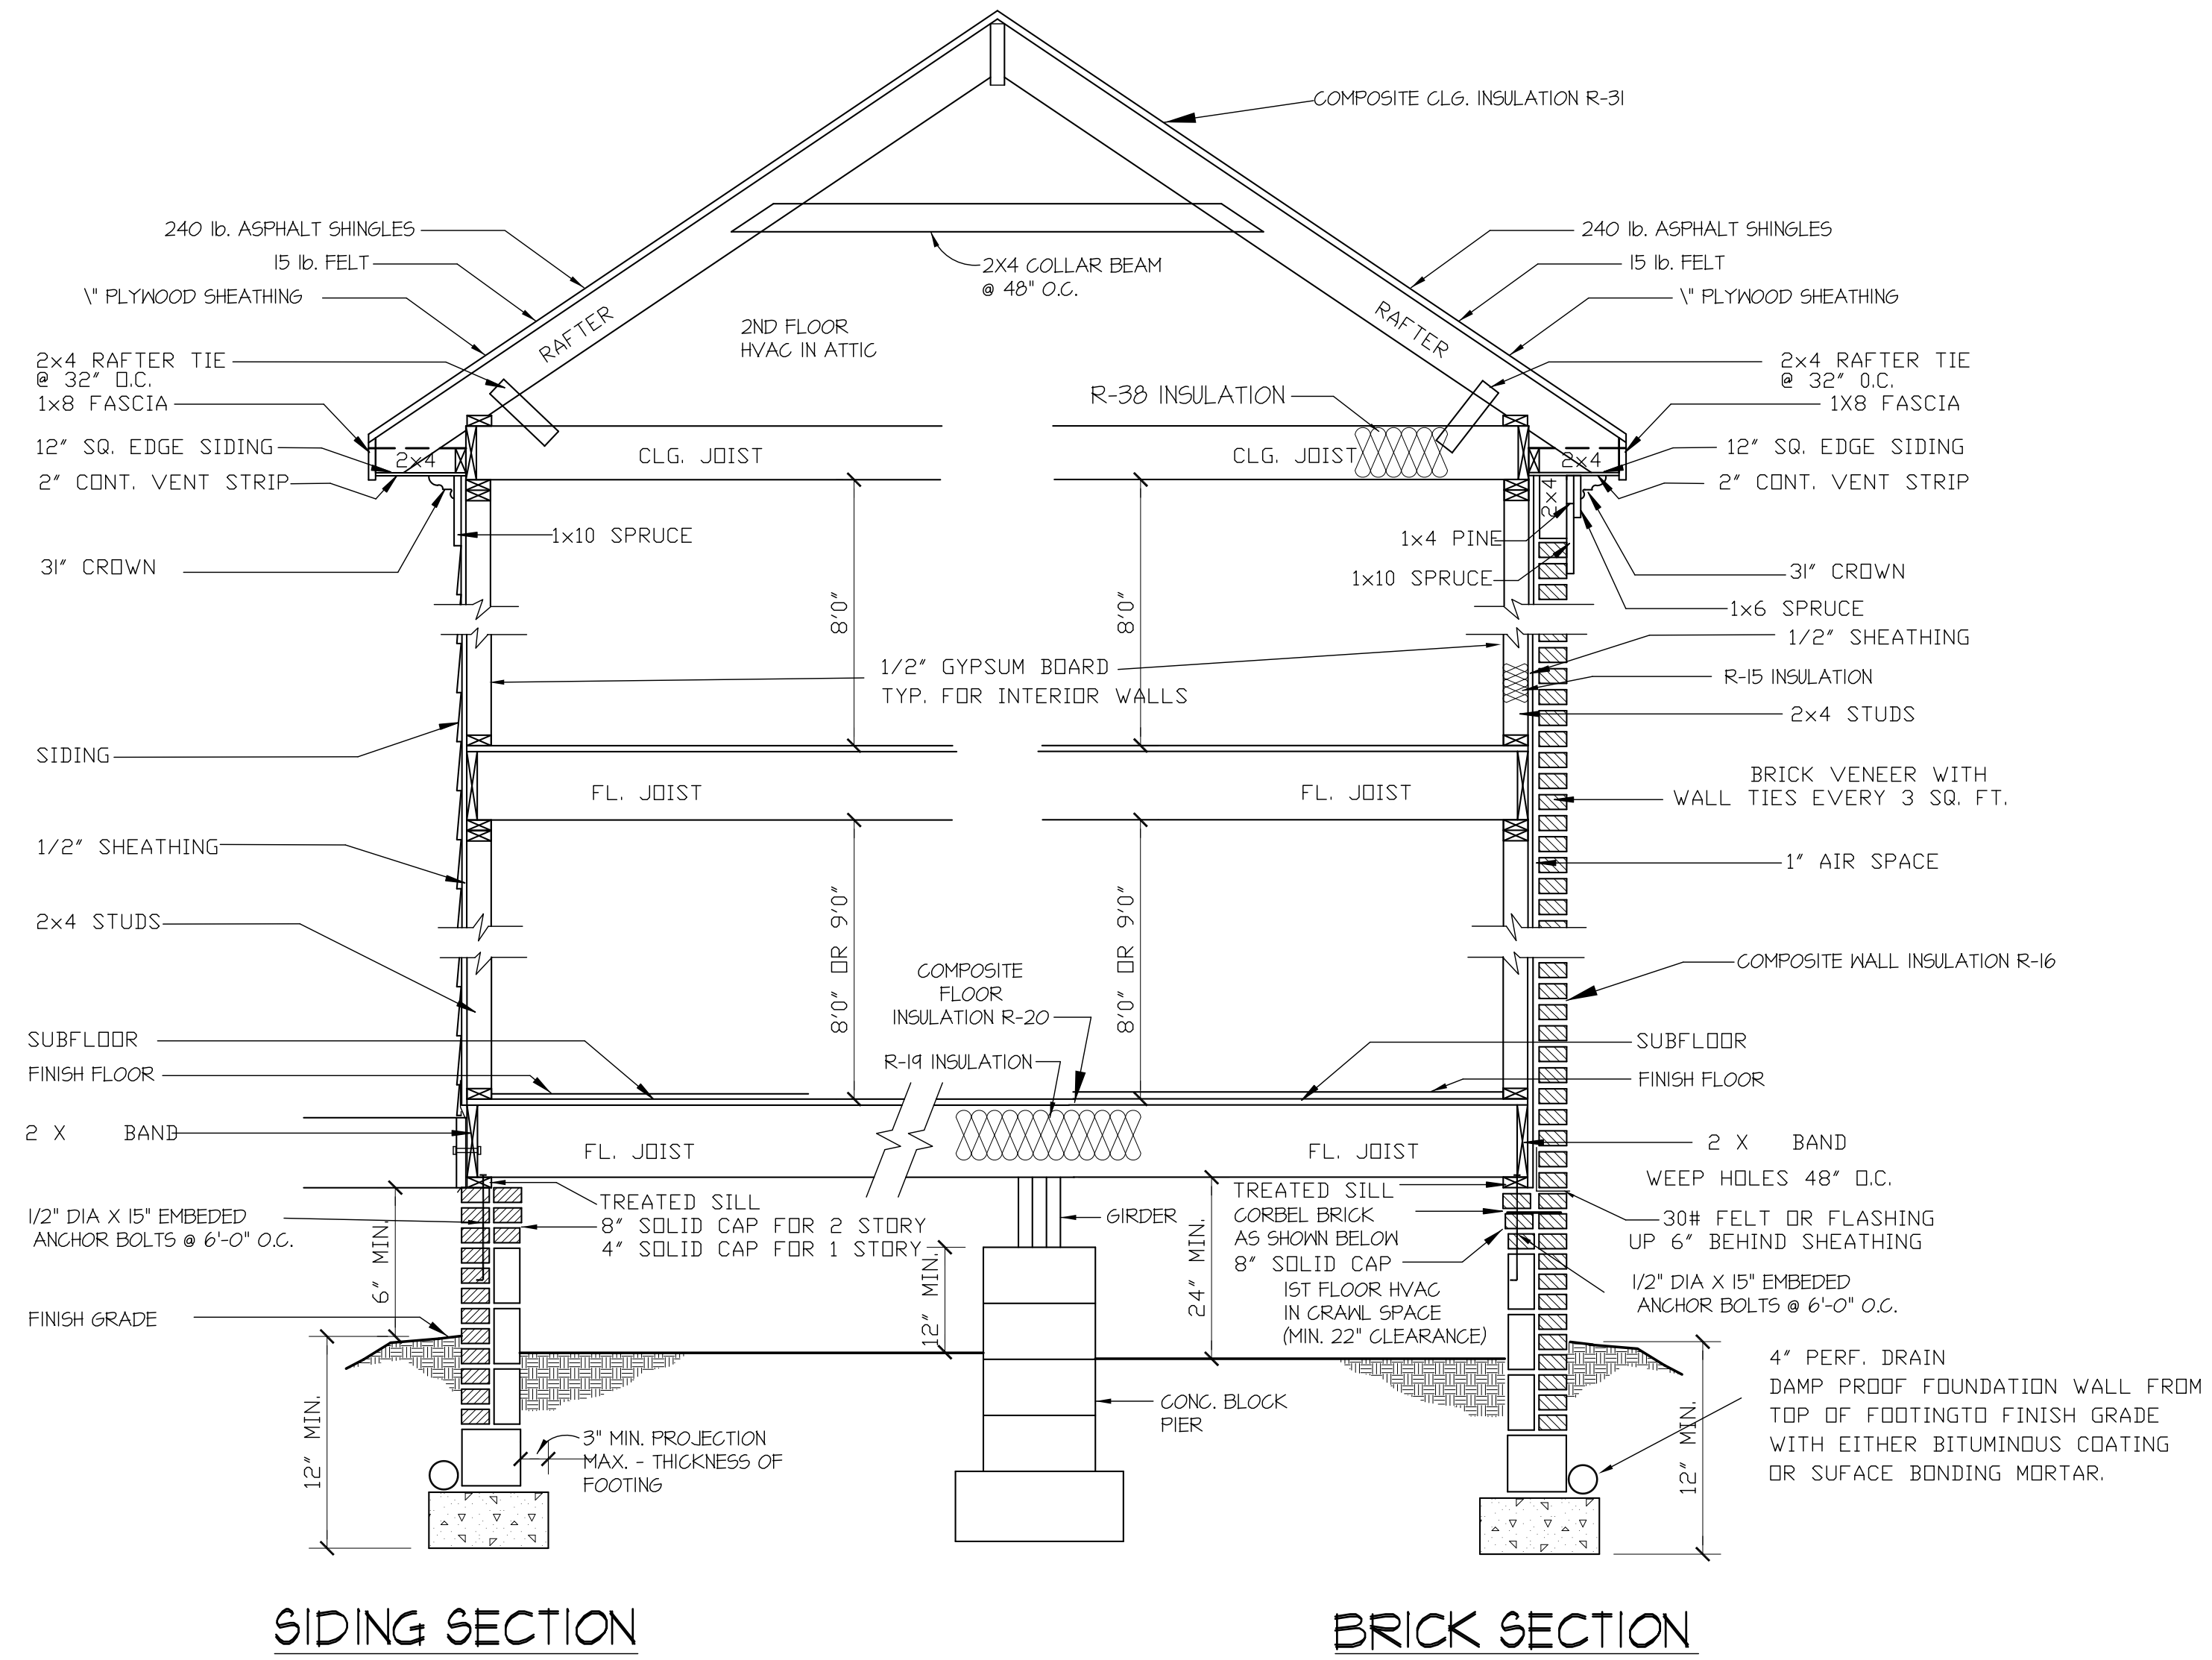 COMPOSITE CLG. INSULATION R-31
240 lb. ASPHALT SHINGLES
15 lb. FELT
\" PLYWOOD SHEATHING
2x4 RAFTER TIE
@ 32" O.C.
1x8 FASCIA
12" SQ. EDGE SIDING
2" CONT. VENT STRIP
31" CROWN
SIDING
1/2" SHEATHING
2x4 STUDS
SUBFLOOR
FINISH FLOOR
2 X BAND
1/2" DIA X 15" EMBEDED
ANCHOR BOLTS @ 6'-0" O.C.
FINISH GRADE
6" MIN.
12" MIN.
RAFTER
2x4
1x10 SPRUCE
2X4 COLLAR BEAM
@ 48" O.C.
2ND FLOOR
HVAC IN ATTIC
R-38 INSULATION
CLG. JOIST
CLG. JOIST
8'0"
8'0"
1/2" GYPSUM BOARD
TYP. FOR INTERIOR WALLS
FL. JOIST
FL. JOIST
8'0" OR 9'0"
8'0" OR 9'0"
COMPOSITE
FLOOR
INSULATION R-20
R-19 INSULATION
FL. JOIST
FL. JOIST
TREATED SILL
8" SOLID CAP FOR 2 STORY
4" SOLID CAP FOR 1 STORY
12" MIN.
GIRDER
24" MIN.
TREATED SILL
CORBEL BRICK
AS SHOWN BELOW
8" SOLID CAP
1ST FLOOR HVAC
IN CRAWL SPACE
(MIN. 22" CLEARANCE)
CONC. BLOCK
PIER
3" MIN. PROJECTION
MAX. - THICKNESS OF
FOOTING
RAFTER
240 lb. ASPHALT SHINGLES
15 lb. FELT
\" PLYWOOD SHEATHING
2x4 RAFTER TIE
@ 32" O.C.
1X8 FASCIA
12" SQ. EDGE SIDING
2" CONT. VENT STRIP
2x4
2x4
1x4 PINE
1x10 SPRUCE
31" CROWN
1x6 SPRUCE
1/2" SHEATHING
R-15 INSULATION
2x4 STUDS
BRICK VENEER WITH
WALL TIES EVERY 3 SQ. FT.
1" AIR SPACE
COMPOSITE WALL INSULATION R-16
SUBFLOOR
FINISH FLOOR
2 X BAND
WEEP HOLES 48" O.C.
30# FELT OR FLASHING
UP 6" BEHIND SHEATHING
1/2" DIA X 15" EMBEDED
ANCHOR BOLTS @ 6'-0" O.C.
12" MIN.
4" PERF. DRAIN
DAMP PROOF FOUNDATION WALL FROM
TOP OF FOOTINGTO FINISH GRADE
WITH EITHER BITUMINOUS COATING
OR SUFACE BONDING MORTAR.
SIDING SECTION
BRICK SECTION